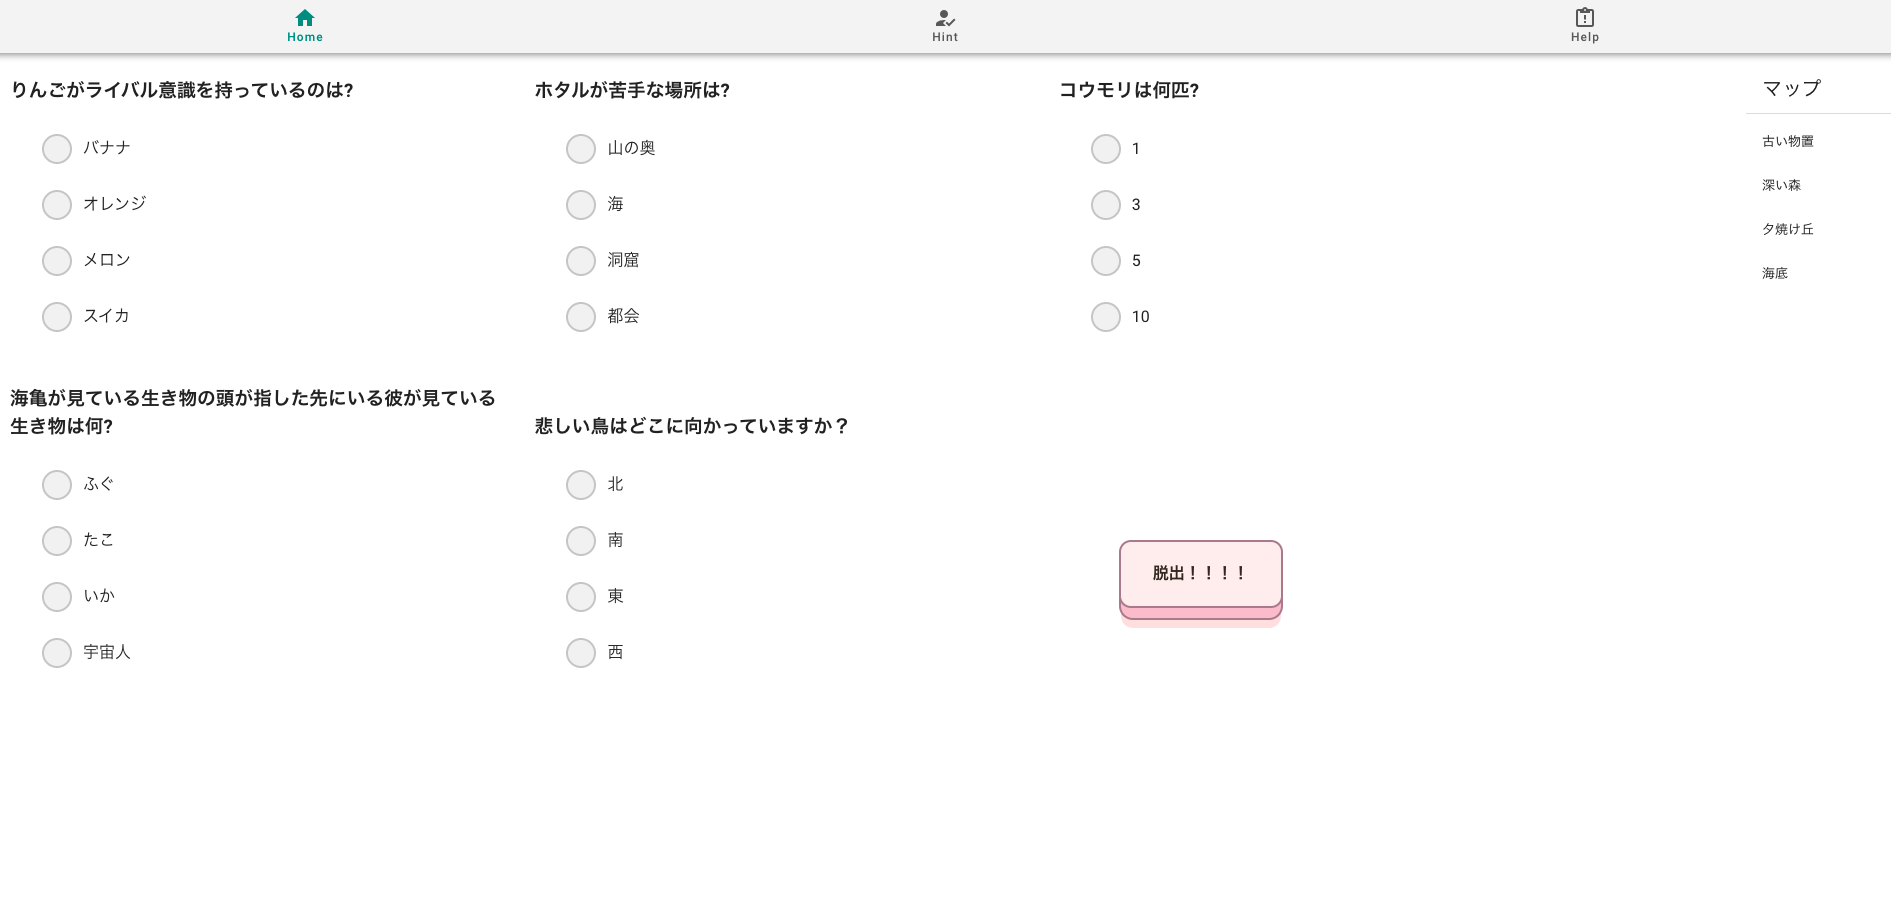 Home
Hint
Help
りんごがライバル意識を持っているのは?
バナナ
オレンジ
メロン
スイカ
ホタルが苦手な場所は?
山の奥
海
洞窟
都会
コウモリは何匹?
1
3
5
10
マップ
古い物置
深い森
夕焼け丘
海底
海亀が見ている生き物の頭が指した先にいる彼が見ている
生き物は何?
ふぐ
たこ
いか
宇宙人
悲しい鳥はどこに向かっていますか？
北
南
東
西
脱出！！！！